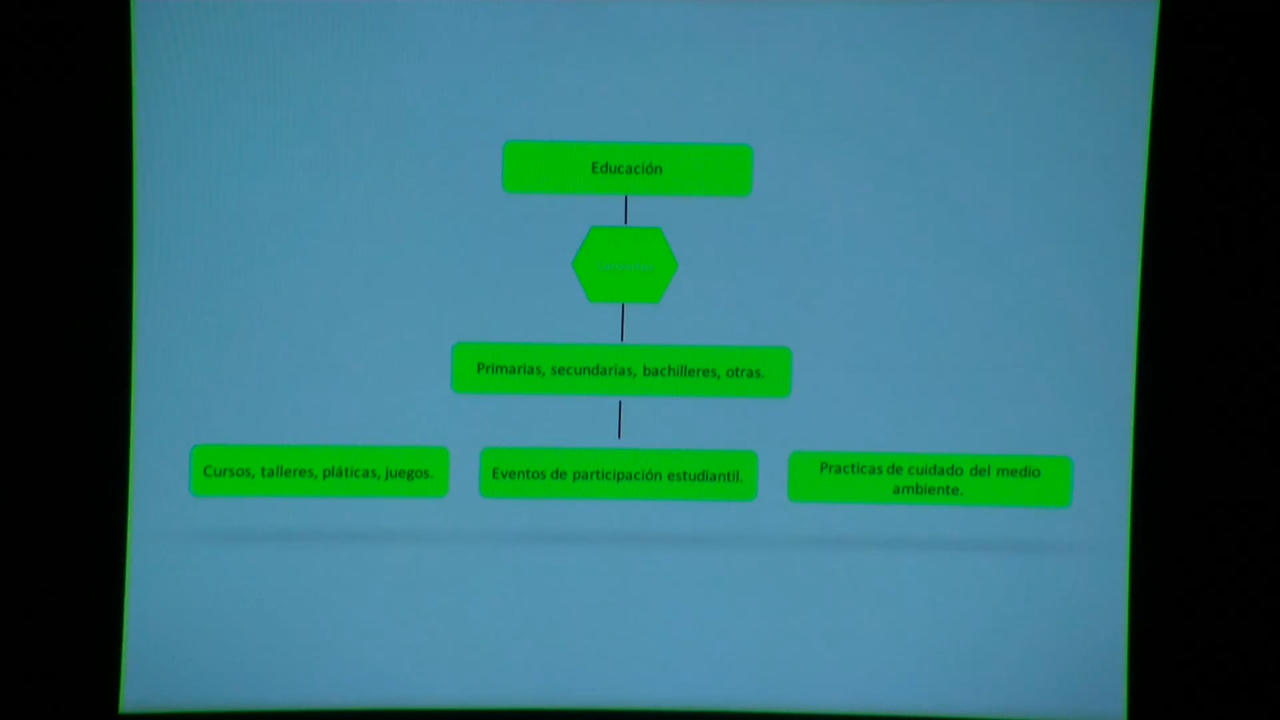 Educación
Primarias, secundarias, bachilleres, otras.
Cursos, talleres, pláticas, juegos.
Eventos de participación estudiantil.
Practicas de cuidado del medio
ambiente.